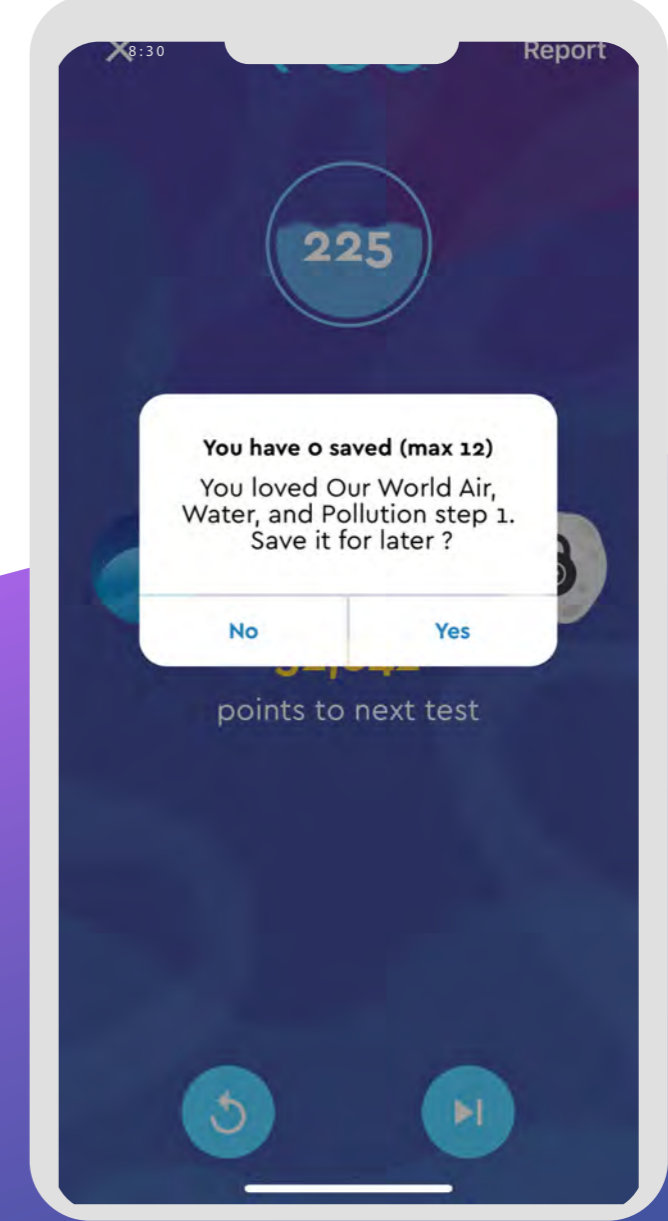 8:30
Report
225
You have 0 saved (max 12)
You loved Our World Air,
Water, and Pollution step 1.
Save it for later ?
No
Yes
points to next test